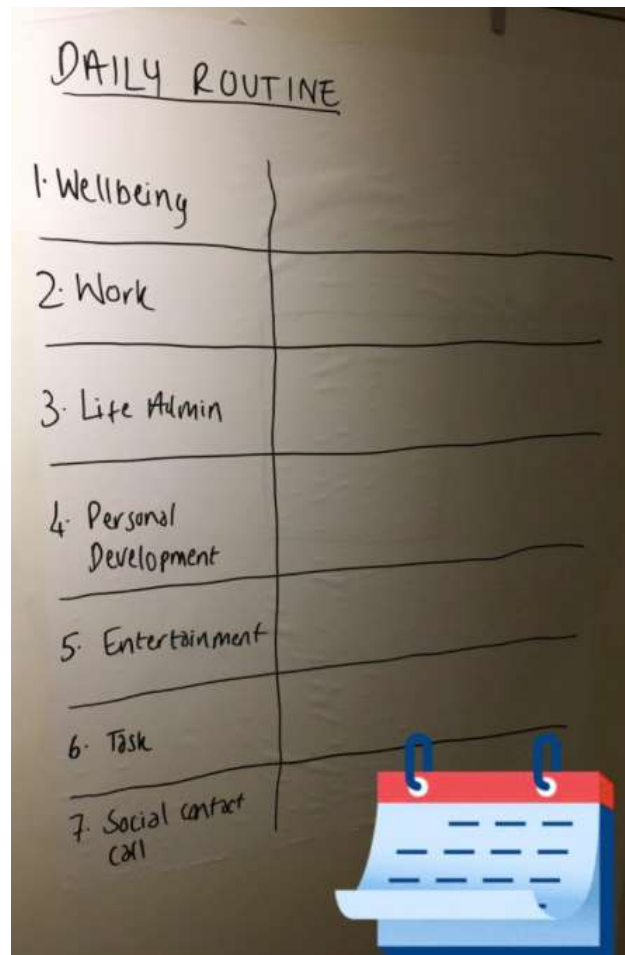 DAILY ROUTINE
1. Wellbeing
2. Work
3. Life Admin
4. Personal
Development
5. Entertainment
6. Task
7. Social contact
call